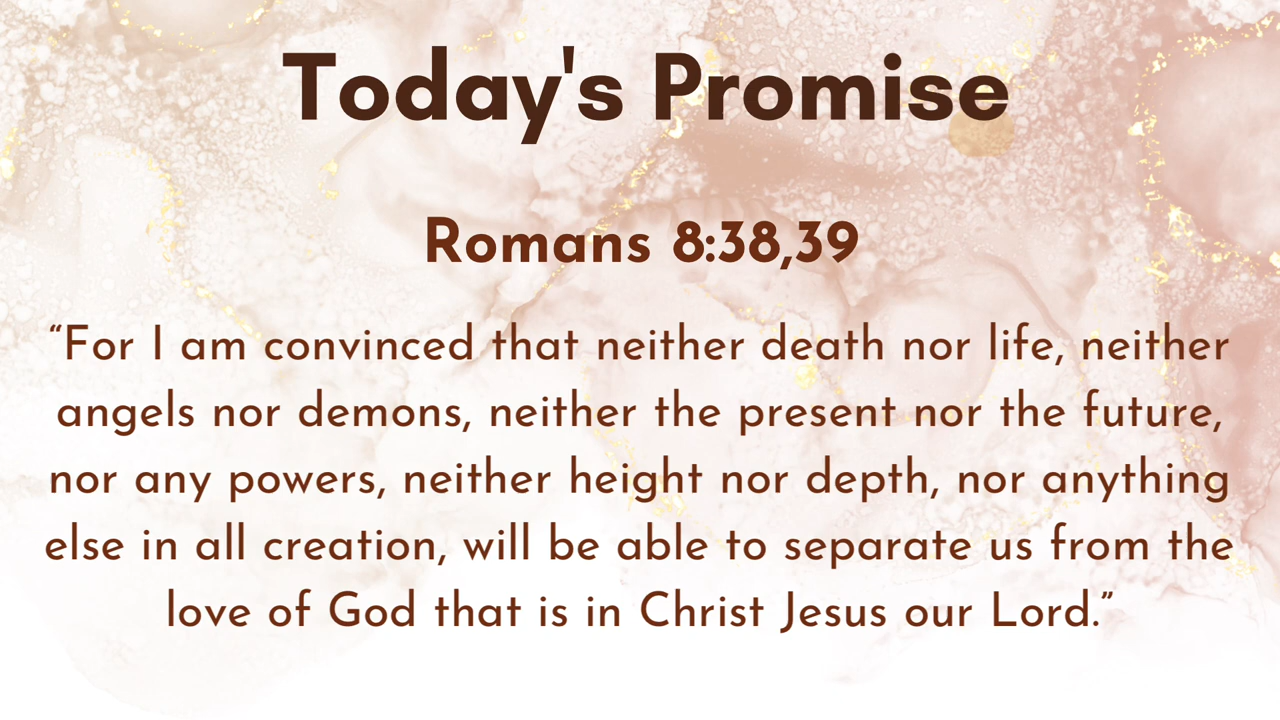 Today's Promise
Romans 8:38,39
“For I am convinced that neither death nor life, neither
angels nor demons, neither the present nor the future,
nor any powers, neither height nor depth, nor anything
else in all creation, will be able to separate us from the
love of God that is in Christ Jesus our Lord.”